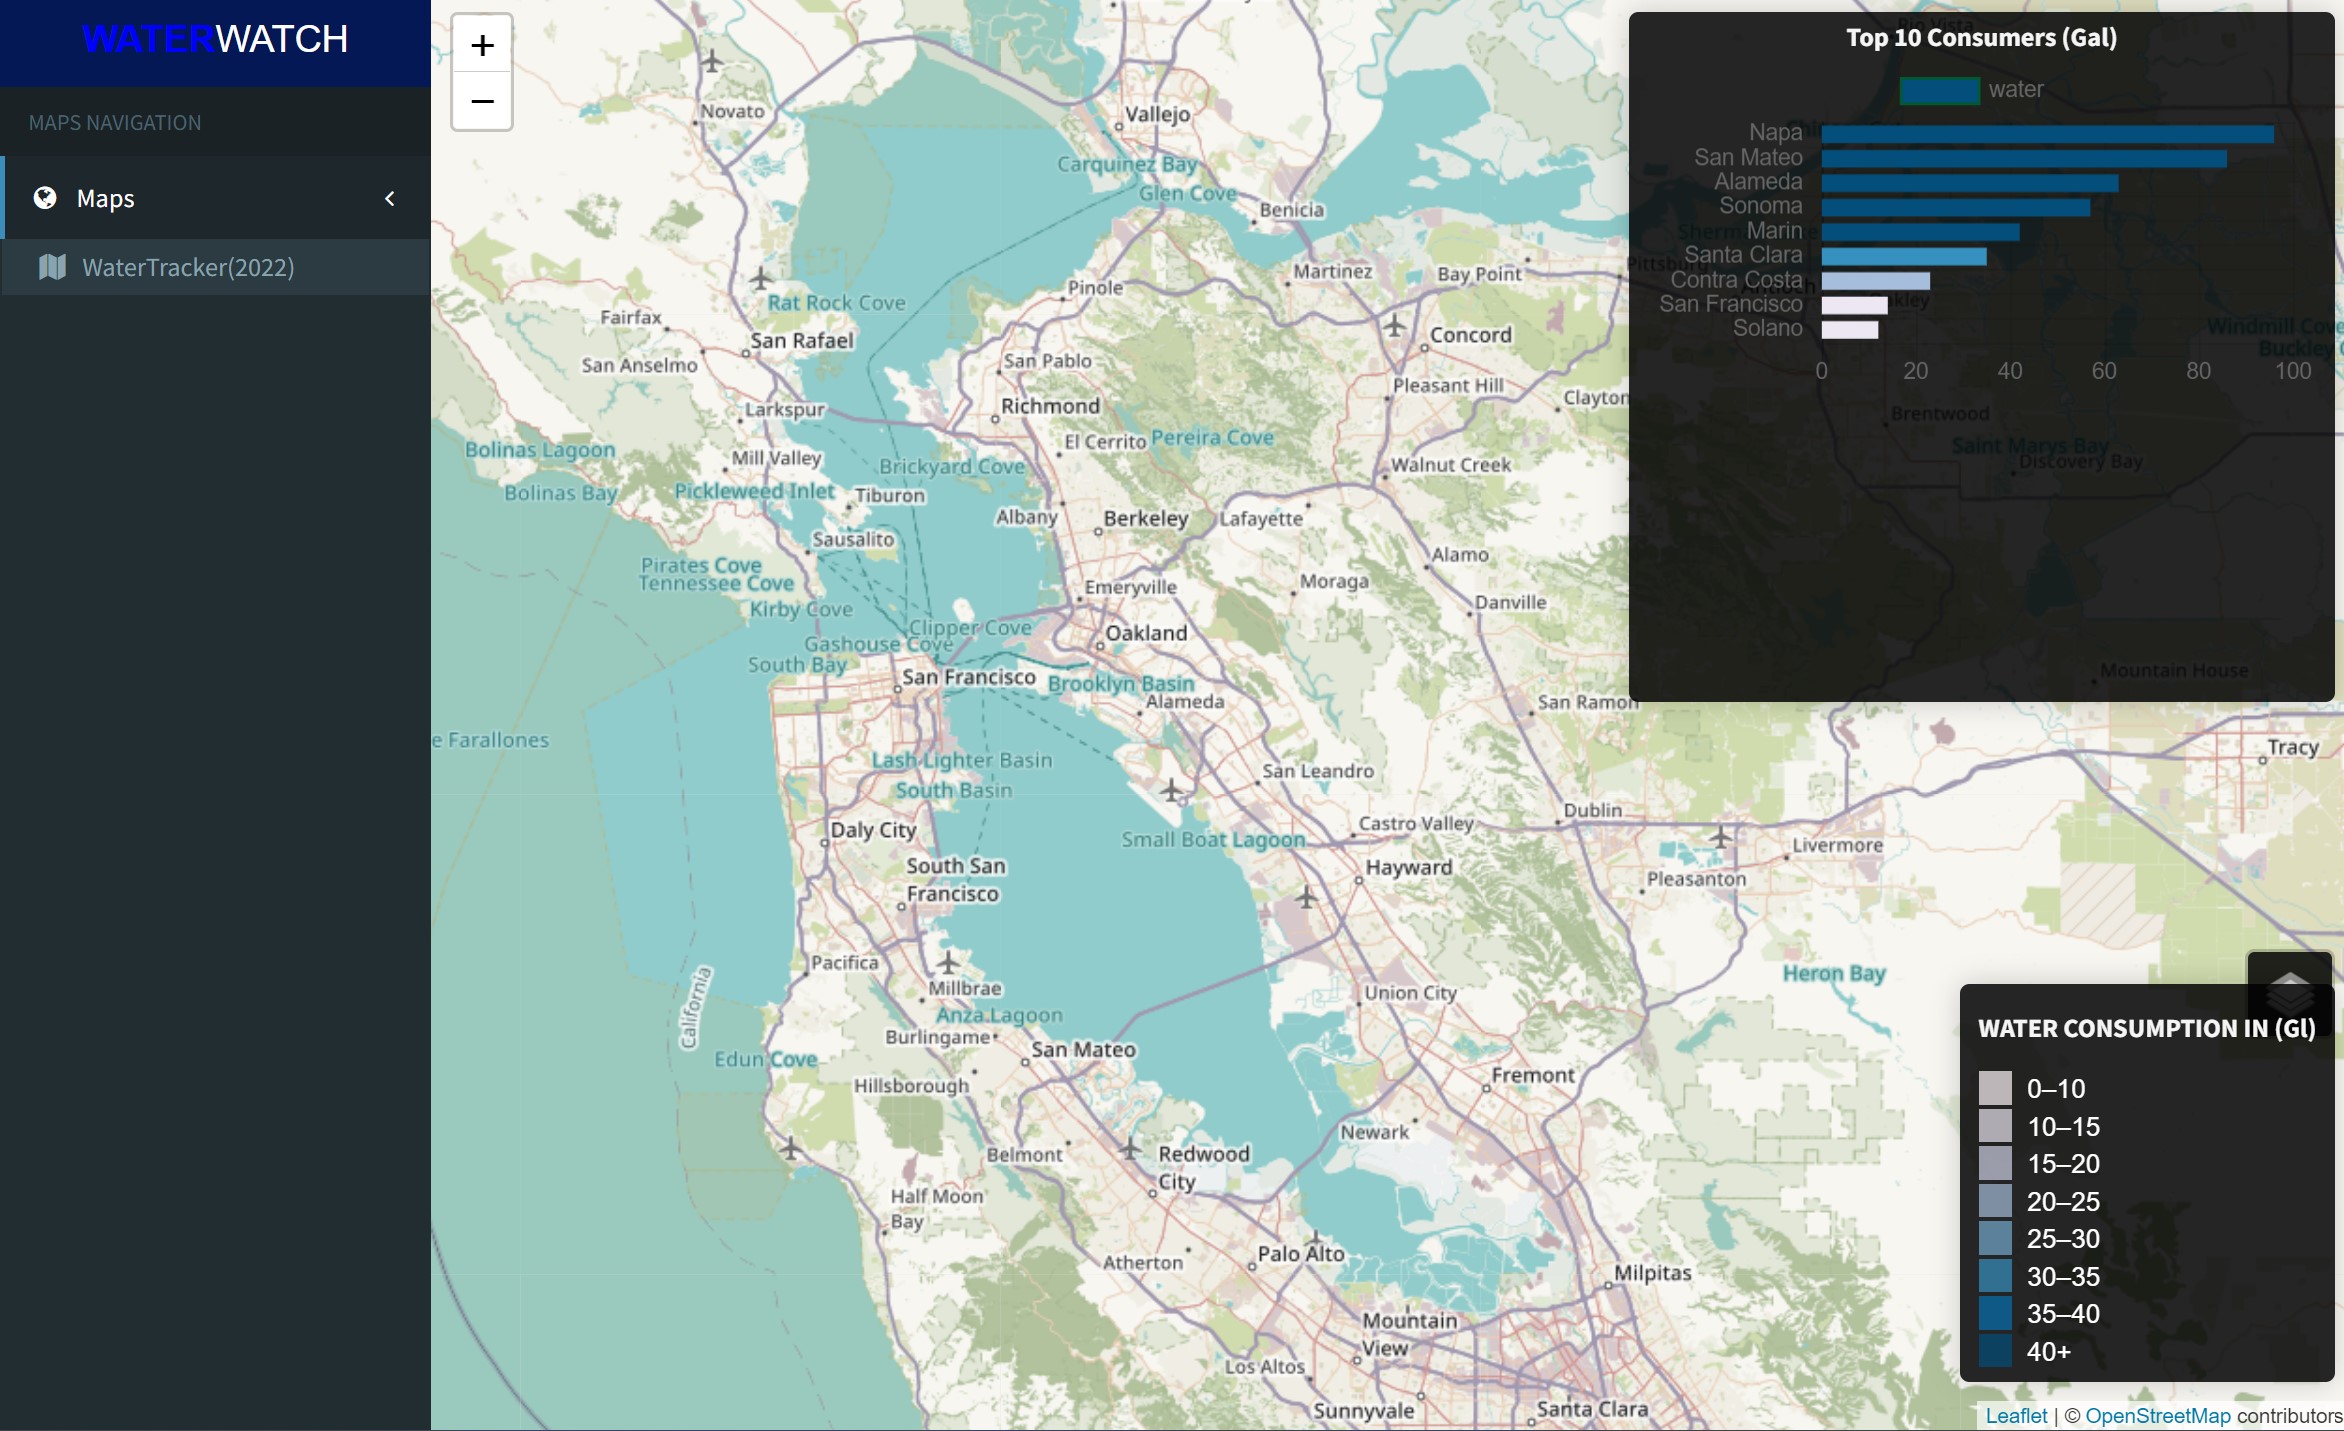 WATERWATCH
MAPS NAVIGATION
Maps
WaterTracker(2022)
+
−
Novato
Vallejo
Carquinez Bay
Glen Cove
Benicia
Martinez
Bay Point
Pinole
Rat Rock Cove
Fairfax
San Rafael
Concord
San Anselmo
San Pablo
Pleasant Hill
Clayton
Larkspur
Richmond
El Cerrito
Pereira Cove
Bolinas Lagoon
Mill Valley
Brickyard Cove
Walnut Creek
Bolinas Bay
Pickleweed Inlet
Tiburon
Albany
Berkeley
Lafayette
Sausalito
Alamo
Pirates Cove
Tennessee Cove
Emeryville
Moraga
Kirby Cove
Danville
Clipper Cove
Oakland
Gashouse Cove
South Bay
San Francisco
Brooklyn Basin
Alameda
San Ramon
e Farallones
Lash Lighter Basin
San Leandro
South Basin
Tracy
Dublin
Daly City
Castro Valley
Small Boat Lagoon
Livermore
South San
Francisco
Hayward
Pleasanton
Pacifica
Heron Bay
California
Millbrae
Union City
Anza Lagoon
Burlingame
San Mateo
Edun Cove
Hillsborough
Fremont
Newark
Belmont
Redwood
City
Half Moon
Bay
Atherton
Palo Alto
Milpitas
Mountain
View
Los Altos
Sunnyvale
Santa Clara
Top 10 Consumers (Gal)
water
Napa
San Mateo
Alameda
Sonoma
Marin
Santa Clara
Contra Costa
San Francisco
Solano
0 20 40 60 80 100
Rio Vista
Pittsburg
Windmill Cove
Buckley
Brentwood
Saint Marys Bay
Discovery Bay
Mountain House
WATER CONSUMPTION IN (Gl)
0–10
10–15
15–20
20–25
25–30
30–35
35–40
40+
Leaflet | © OpenStreetMap contributors